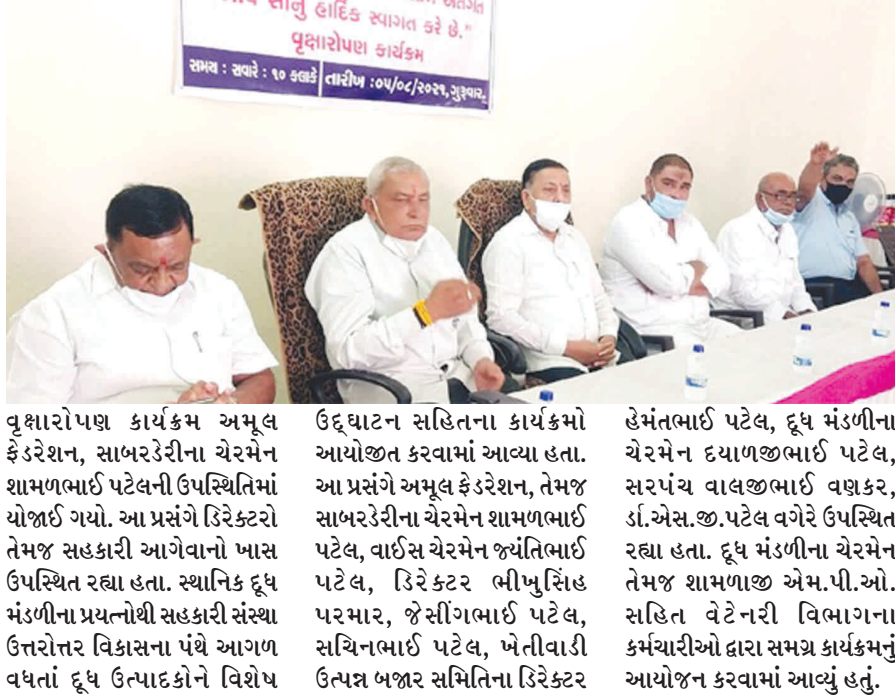 સૌનું હાર્દિક સ્વાગત કરે છે."
વૃક્ષારોપણ કાર્યક્રમ
સમય : સવારે : ૧૦ કલાકે તારીખ :૦૫/૦૮/૨૦૨૧, ગુરૂવાર.
વૃક્ષારોપણ કાર્યક્રમ અમૂલ
ફેડરેશન, સાબરડેરીના ચેરમેન
શામળભાઈ પટેલની ઉપસ્થિતિમાં
યોજાઈ ગયો. આ પ્રસંગે ડિરેક્ટરો
તેમજ સહકારી આગેવાનો ખાસ
ઉપસ્થિત રહ્યા હતા. સ્થાનિક દૂધ
મંડળીના પ્રયત્નોથી સહકારી સંસ્થા
ઉત્તરોત્તર વિકાસના પંથે આગળ
વધતાં દૂધ ઉત્પાદકોને વિશેષ
ઉદ્ઘાટન સહિતના કાર્યક્રમો
આયોજીત કરવામાં આવ્યા હતા.
આ પ્રસંગે અમૂલ ફેડરેશન, તેમજ
સાબરડેરીના ચેરમેન શામળભાઈ
પટેલ, વાઈસ ચેરમેન જ્યંતિભાઈ
પટેલ, ડિરેક્ટર ભીખુસિંહ
પરમાર, જેસીંગભાઈ પટેલ,
સચિનભાઈ પટેલ, ખેતીવાડી
ઉત્પન્ન બજાર સમિતિના ડિરેક્ટર
હેમંતભાઈ પટેલ, દૂધ મંડળીના
ચેરમેન દયાળજીભાઈ પટેલ,
સરપંચ વાલજીભાઈ વણકર,
ર્ડા.એસ.જી.પટેલ વગેરે ઉપસ્થિત
રહ્યા હતા. દૂધ મંડળીના ચેરમેન
તેમજ શામળાજી એમ.પી.ઓ.
સહિત વેટેનરી વિભાગના
કર્મચારીઓ દ્વારા સમગ્ર કાર્યક્રમનું
આયોજન કરવામાં આવ્યું હતું.